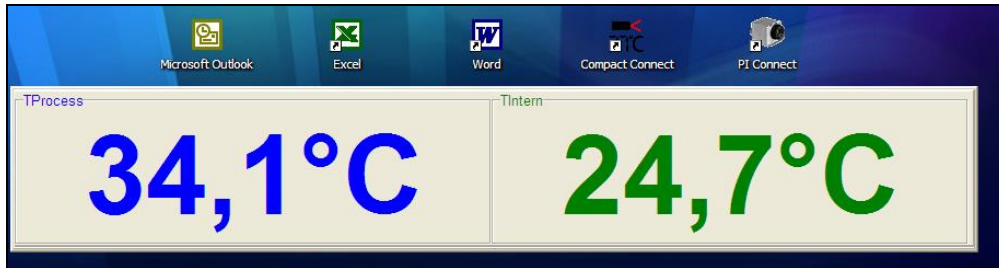 Microsoft Outlook
Excel
Word
Compact Connect
PI Connect
TProcess
TIntern
34,1°C
24,7°C